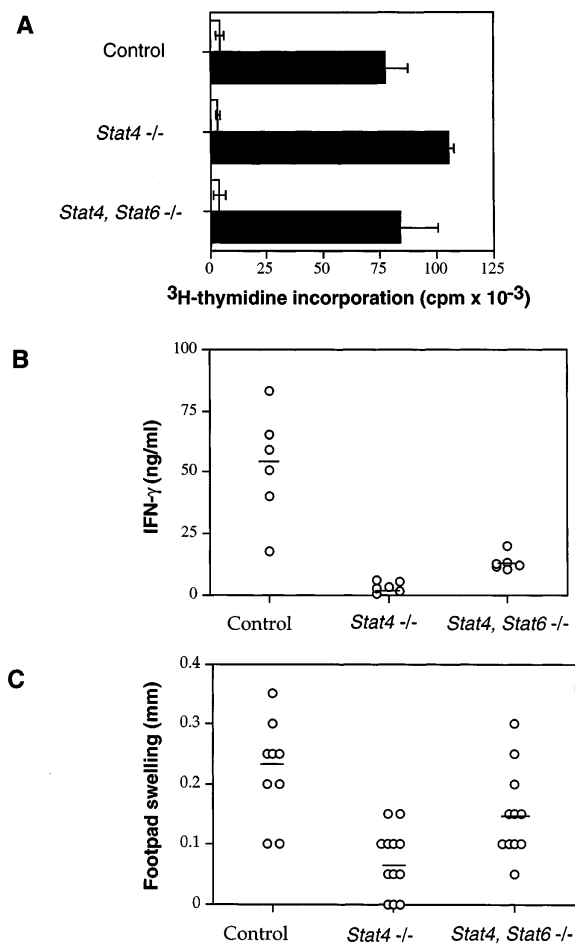 A
Control
Stat4 -/-
Stat4, Stat6 -/-
0 25 50 75 100 125
³H-thymidine incorporation (cpm x 10⁻³)
B
100
75
50
25
0
IFN-γ (ng/ml)
Control Stat4 -/- Stat4, Stat6 -/-
C
0.4
0.3
0.2
0.1
0
Footpad swelling (mm)
Control Stat4 -/- Stat4, Stat6 -/-